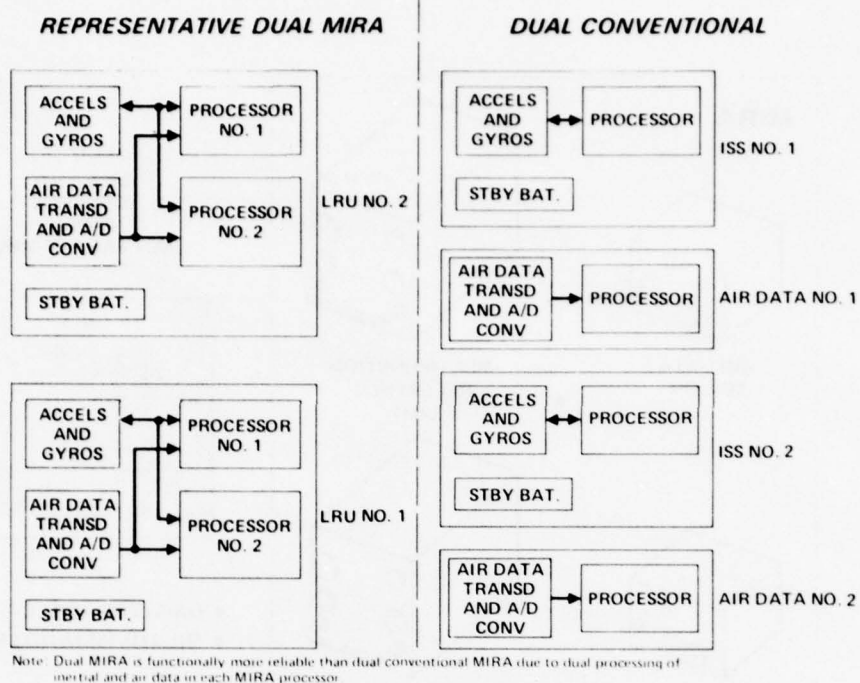 REPRESENTATIVE DUAL MIRA
ACCELS
AND
GYROS
PROCESSOR
NO. 1
AIR DATA
TRANSD
AND A/D
CONV
PROCESSOR
NO. 2
STBY BAT.
LRU NO. 2
ACCELS
AND
GYROS
PROCESSOR
NO. 1
AIR DATA
TRANSD
AND A/D
CONV
PROCESSOR
NO. 2
STBY BAT.
LRU NO. 1
DUAL CONVENTIONAL
ACCELS
AND
GYROS
PROCESSOR
STBY BAT.
ISS NO. 1
AIR DATA
TRANSD
AND A/D
CONV
PROCESSOR
AIR DATA NO. 1
ACCELS
AND
GYROS
PROCESSOR
STBY BAT.
ISS NO. 2
AIR DATA
TRANSD
AND A/D
CONV
PROCESSOR
AIR DATA NO. 2
Note: Dual MIRA is functionally more reliable than dual conventional MIRA due to dual processing of
inertial and air data in each MIRA processor